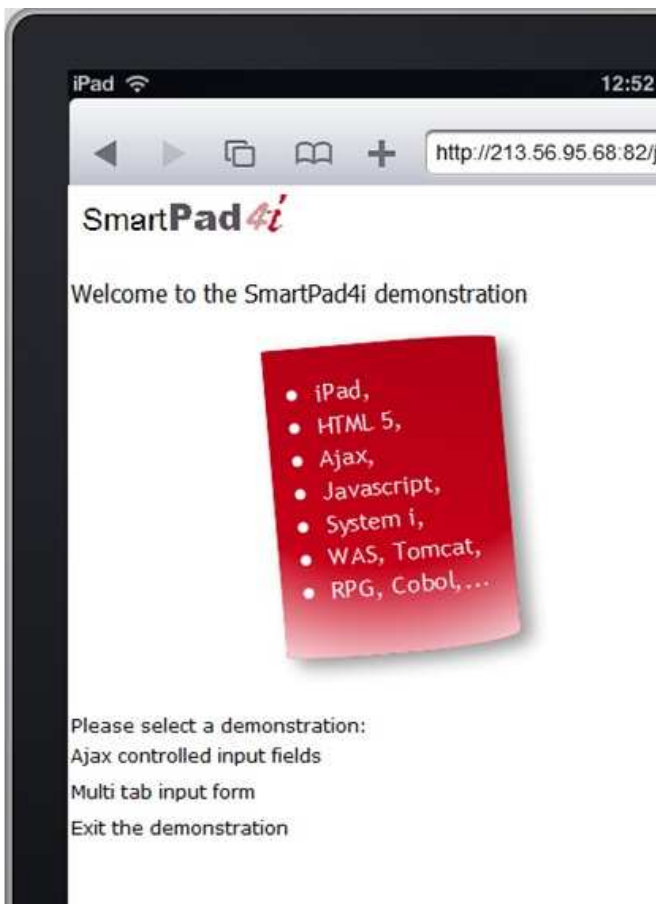 iPad 12:52
http://213.56.95.68:82/j
SmartPad4i
Welcome to the SmartPad4i demonstration
iPad,
HTML 5,
Ajax,
Javascript,
System i,
WAS, Tomcat,
RPG, Cobol,...
Please select a demonstration:
Ajax controlled input fields
Multi tab input form
Exit the demonstration